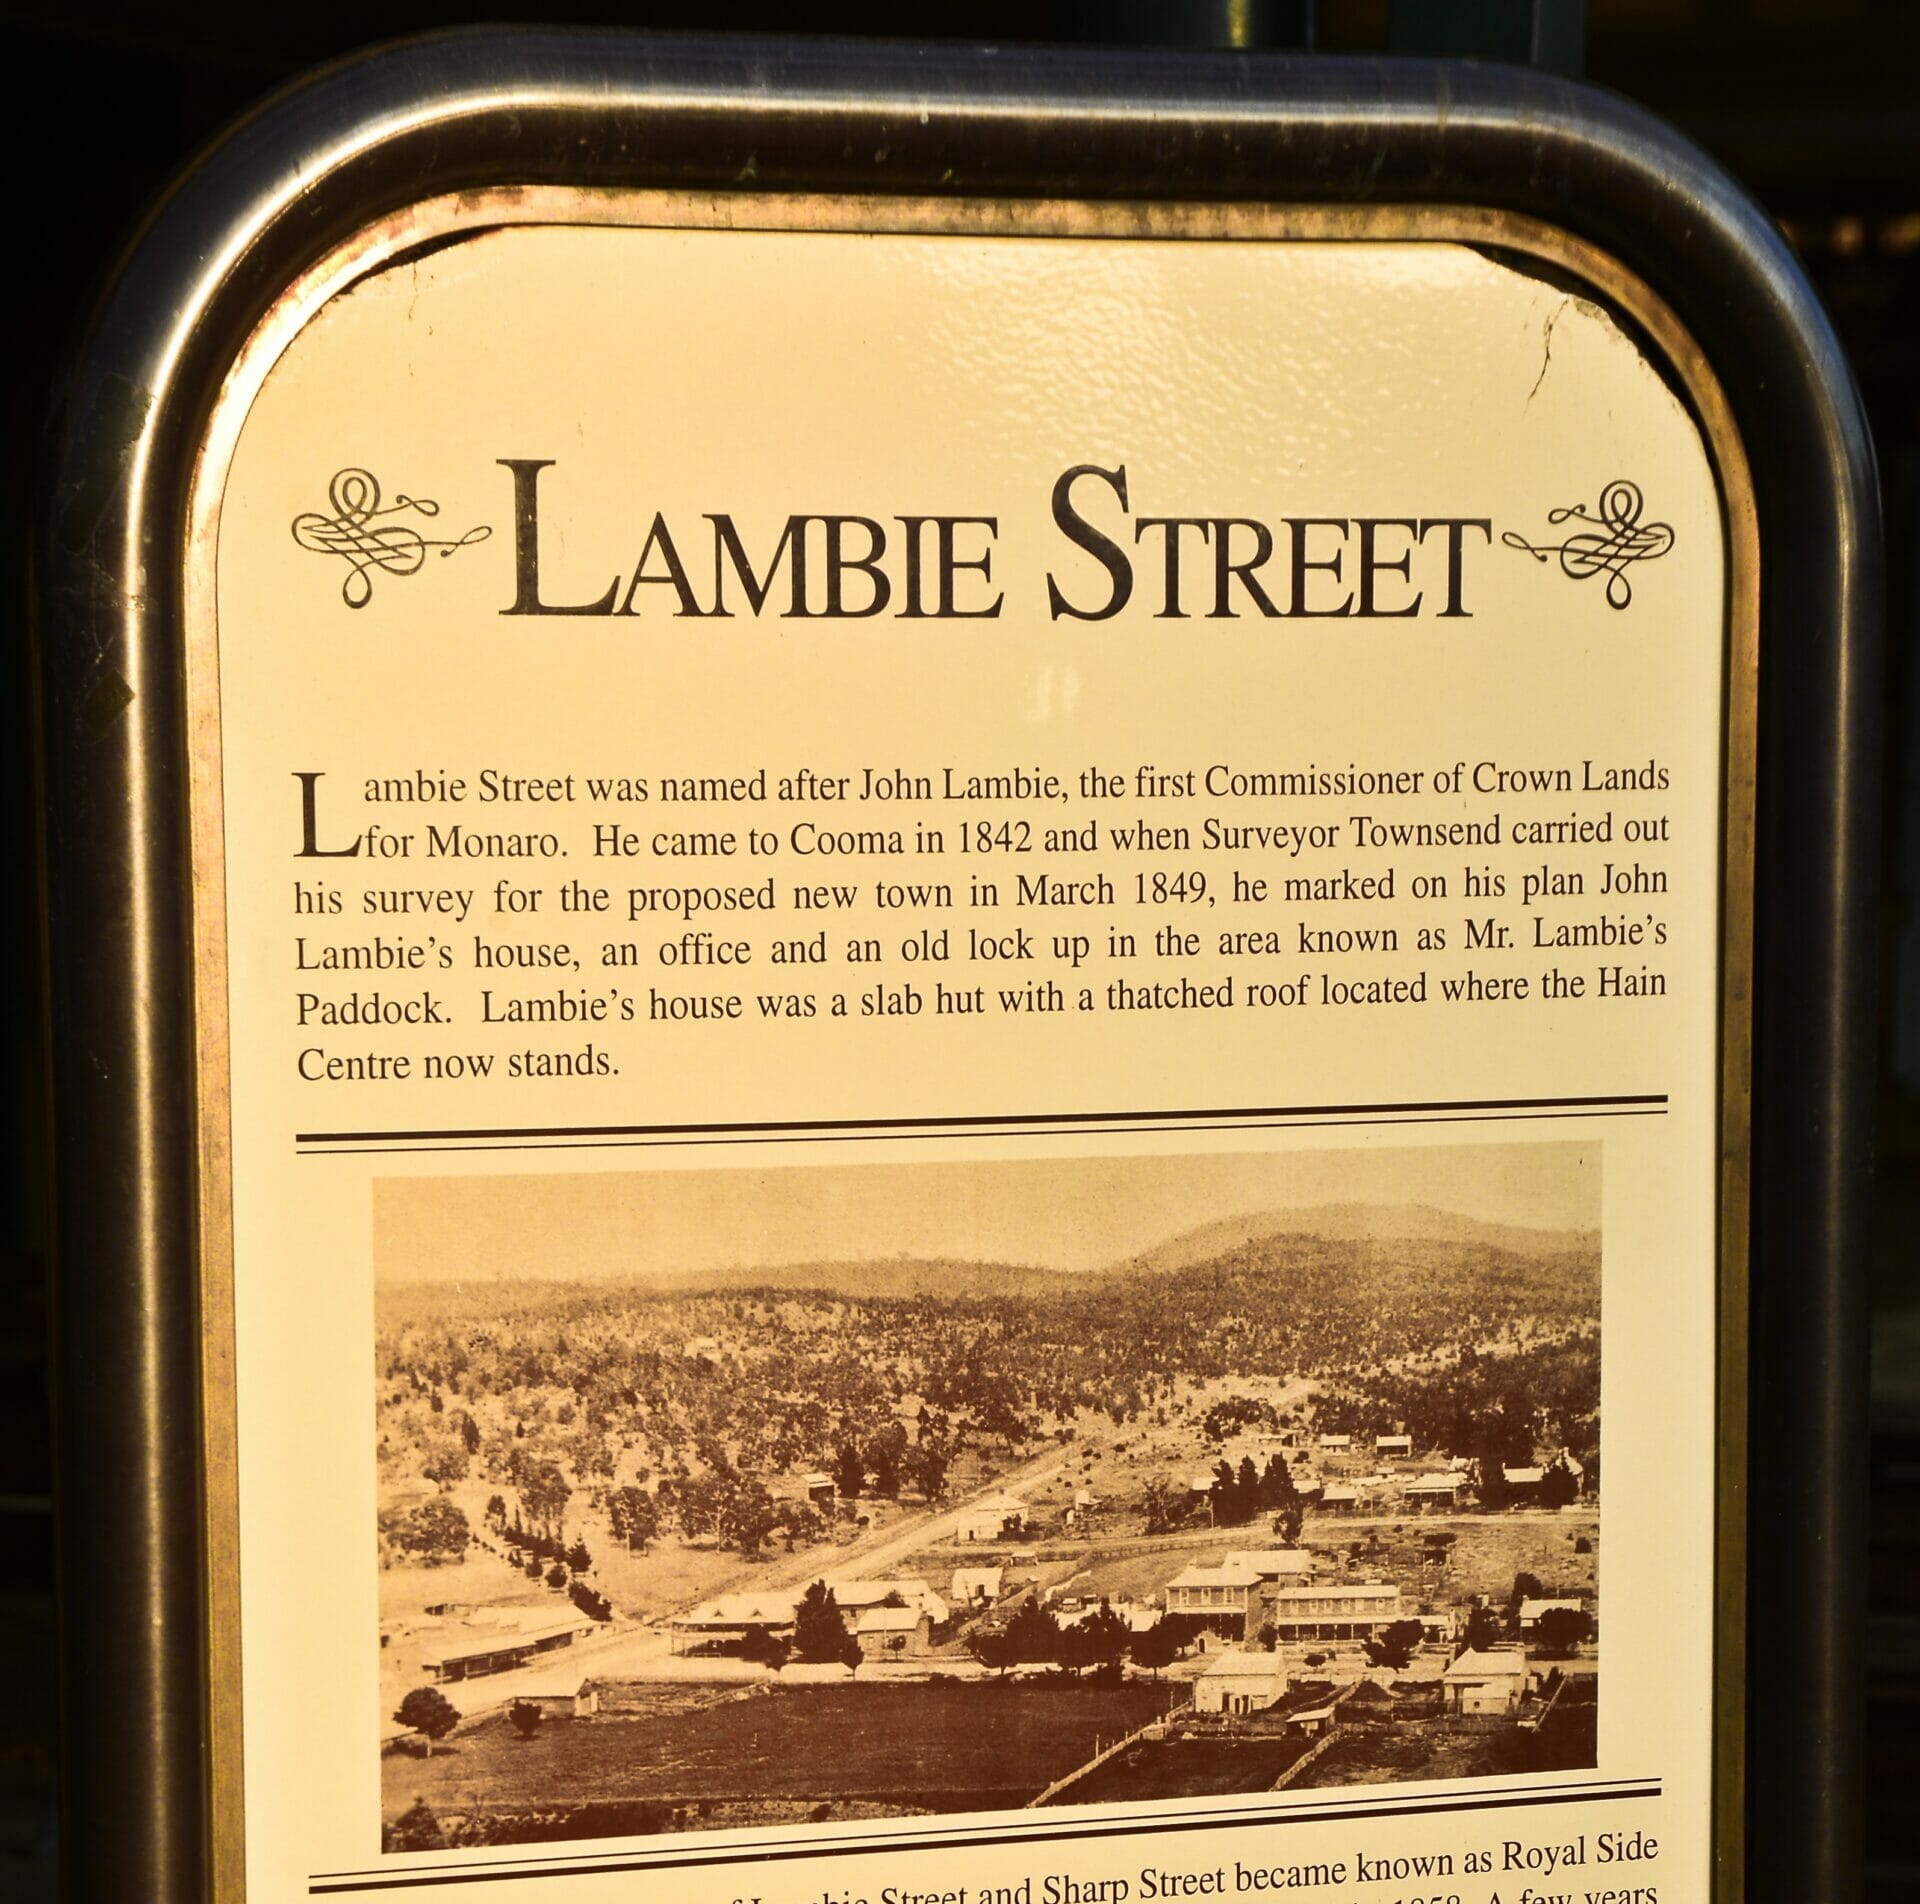 LAMBIE STREET
Lambie Street was named after John Lambie, the first Commissioner of Crown Lands
for Monaro. He came to Cooma in 1842 and when Surveyor Townsend carried out
his survey for the proposed new town in March 1849, he marked on his plan John
Lambie's house, an office and an old lock up in the area known as Mr. Lambie's
Paddock. Lambie's house was a slab hut with a thatched roof located where the Hain
Centre now stands.
Street and Sharp Street became known as Royal Side
1858. A few years